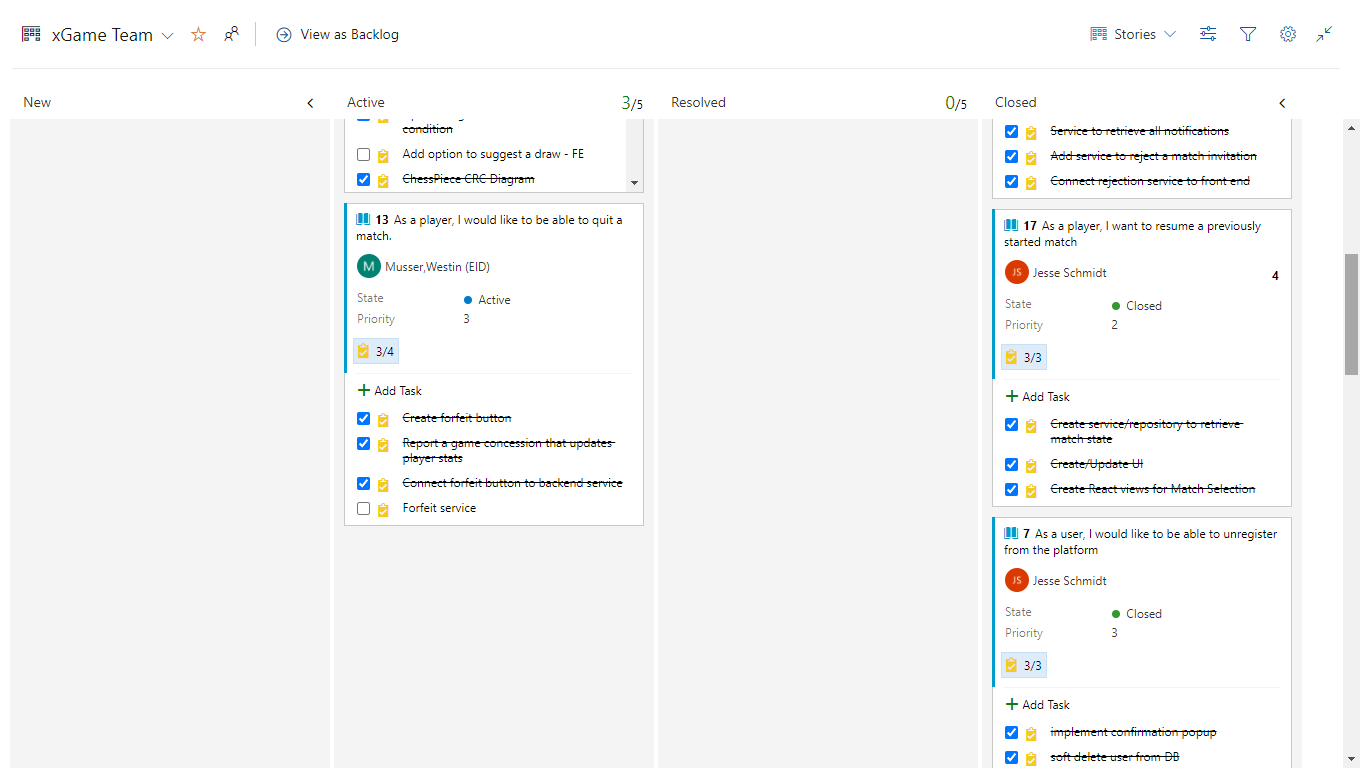 xGame Team
View as Backlog
Stories
New
Active 3/5
Resolved 0/5
Closed
condition
Add option to suggest a draw - FE
ChessPiece CRC Diagram
13 As a player, I would like to be able to quit a
match.
M Musser,Westin (EID)
State Active
Priority 3
3/4
Add Task
Create forfeit button
Report a game concession that updates
player stats
Connect forfeit button to backend service
Forfeit service
Service to retrieve all notifications
Add service to reject a match invitation
Connect rejection service to front end
17 As a player, I want to resume a previously
started match
JS Jesse Schmidt 4
State Closed
Priority 2
3/3
Add Task
Create service/repository to retrieve
match state
Create/Update UI
Create React views for Match Selection
7 As a user, I would like to be able to unregister
from the platform
JS Jesse Schmidt
State Closed
Priority 3
3/3
Add Task
implement confirmation popup
soft delete user from DB